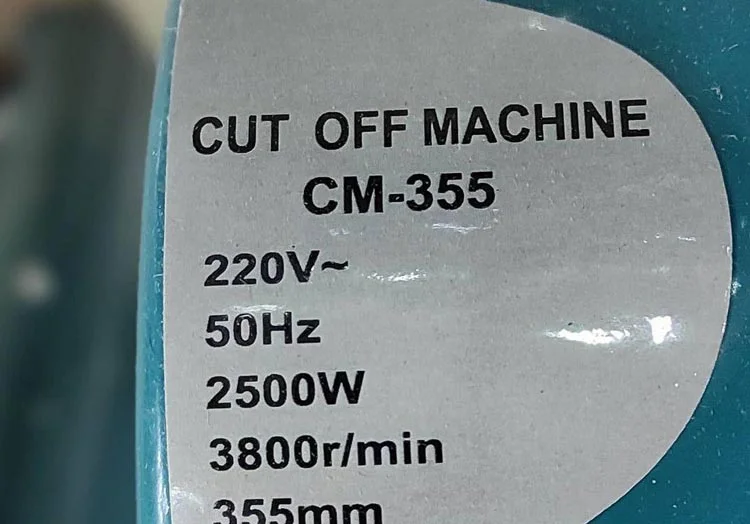 CUT OFF MACHINE
CM-355
220V~
50Hz
2500W
3800r/min
355mm